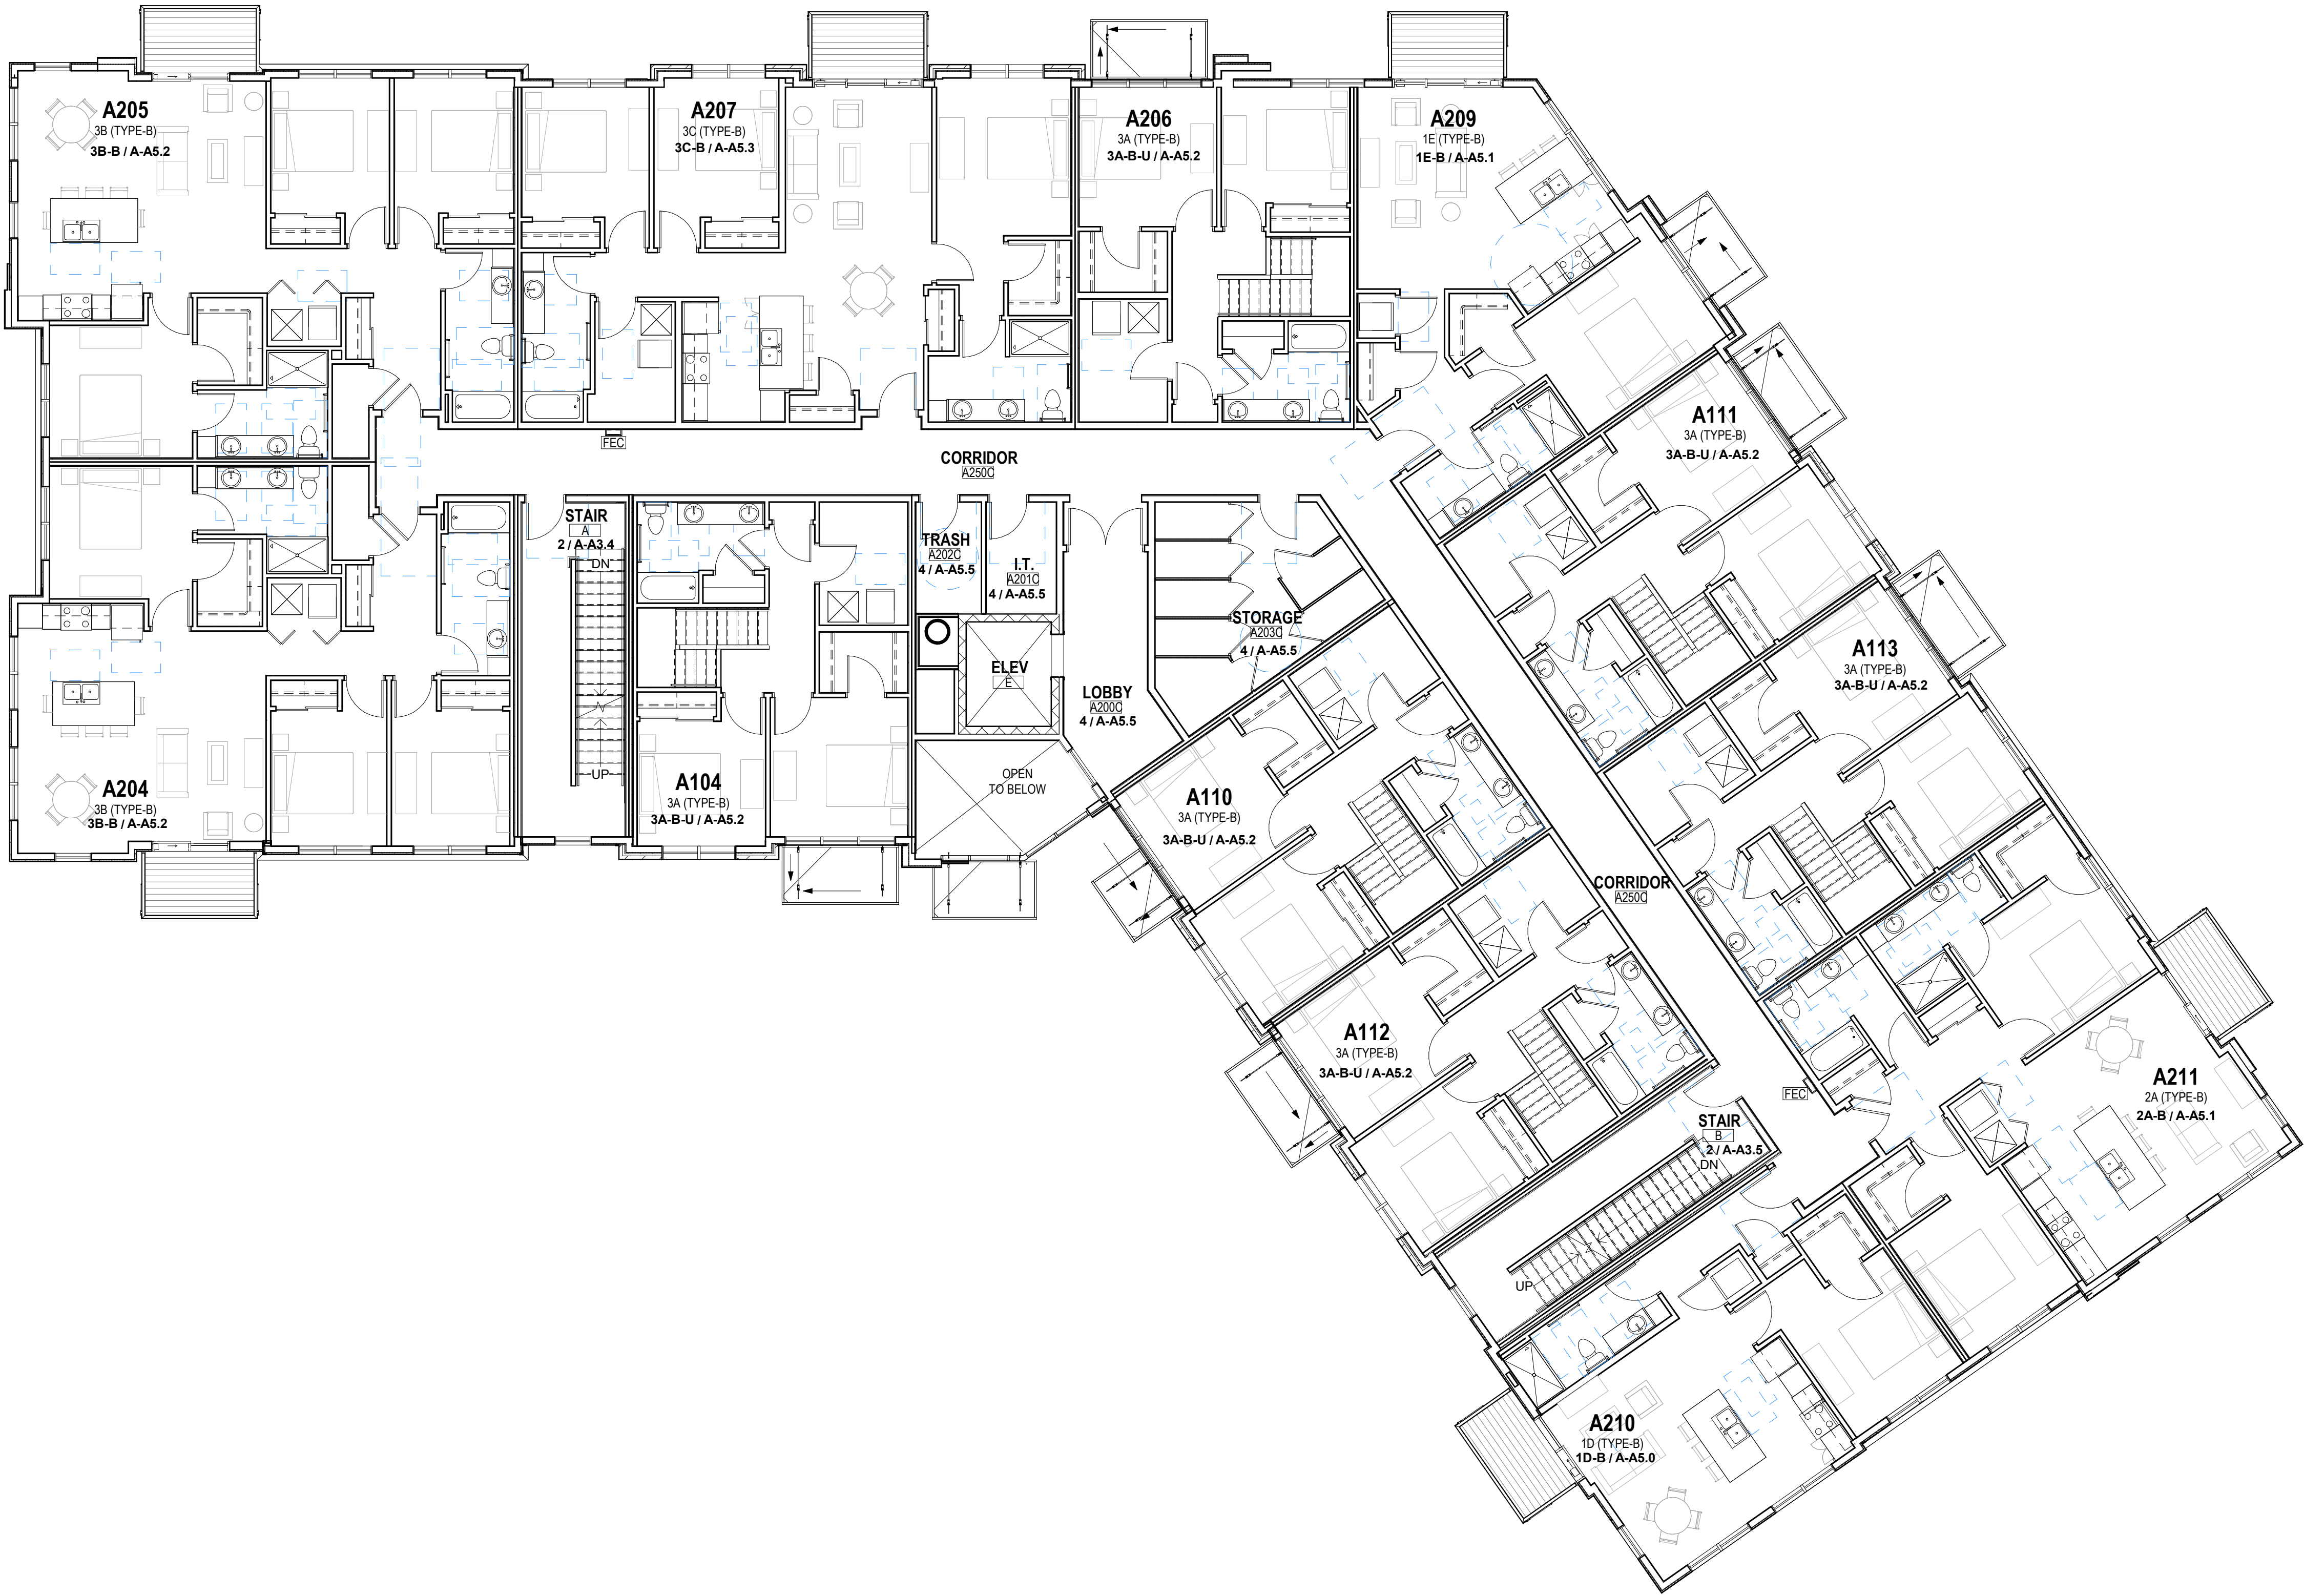 A205
3B (TYPE-B)
3B-B / A-A5.2
A207
3C (TYPE-B)
3C-B / A-A5.3
A206
3A (TYPE-B)
3A-B-U / A-A5.2
A209
1E (TYPE-B)
1E-B / A-A5.1
A111
3A (TYPE-B)
3A-B-U / A-A5.2
FEC
CORRIDOR
A250C
STAIR
A
2 / A-A3.4
DN
UP
TRASH
A202C
4 / A-A5.5
I.T.
A201C
4 / A-A5.5
STORAGE
A203C
4 / A-A5.5
ELEV
E
LOBBY
A200C
4 / A-A5.5
A113
3A (TYPE-B)
3A-B-U / A-A5.2
A204
3B (TYPE-B)
3B-B / A-A5.2
A104
3A (TYPE-B)
3A-B-U / A-A5.2
OPEN
TO BELOW
A110
3A (TYPE-B)
3A-B-U / A-A5.2
CORRIDOR
A250C
A112
3A (TYPE-B)
3A-B-U / A-A5.2
FEC
A211
2A (TYPE-B)
2A-B / A-A5.1
STAIR
B
2 / A-A3.5
DN
UP
A210
1D (TYPE-B)
1D-B / A-A5.0